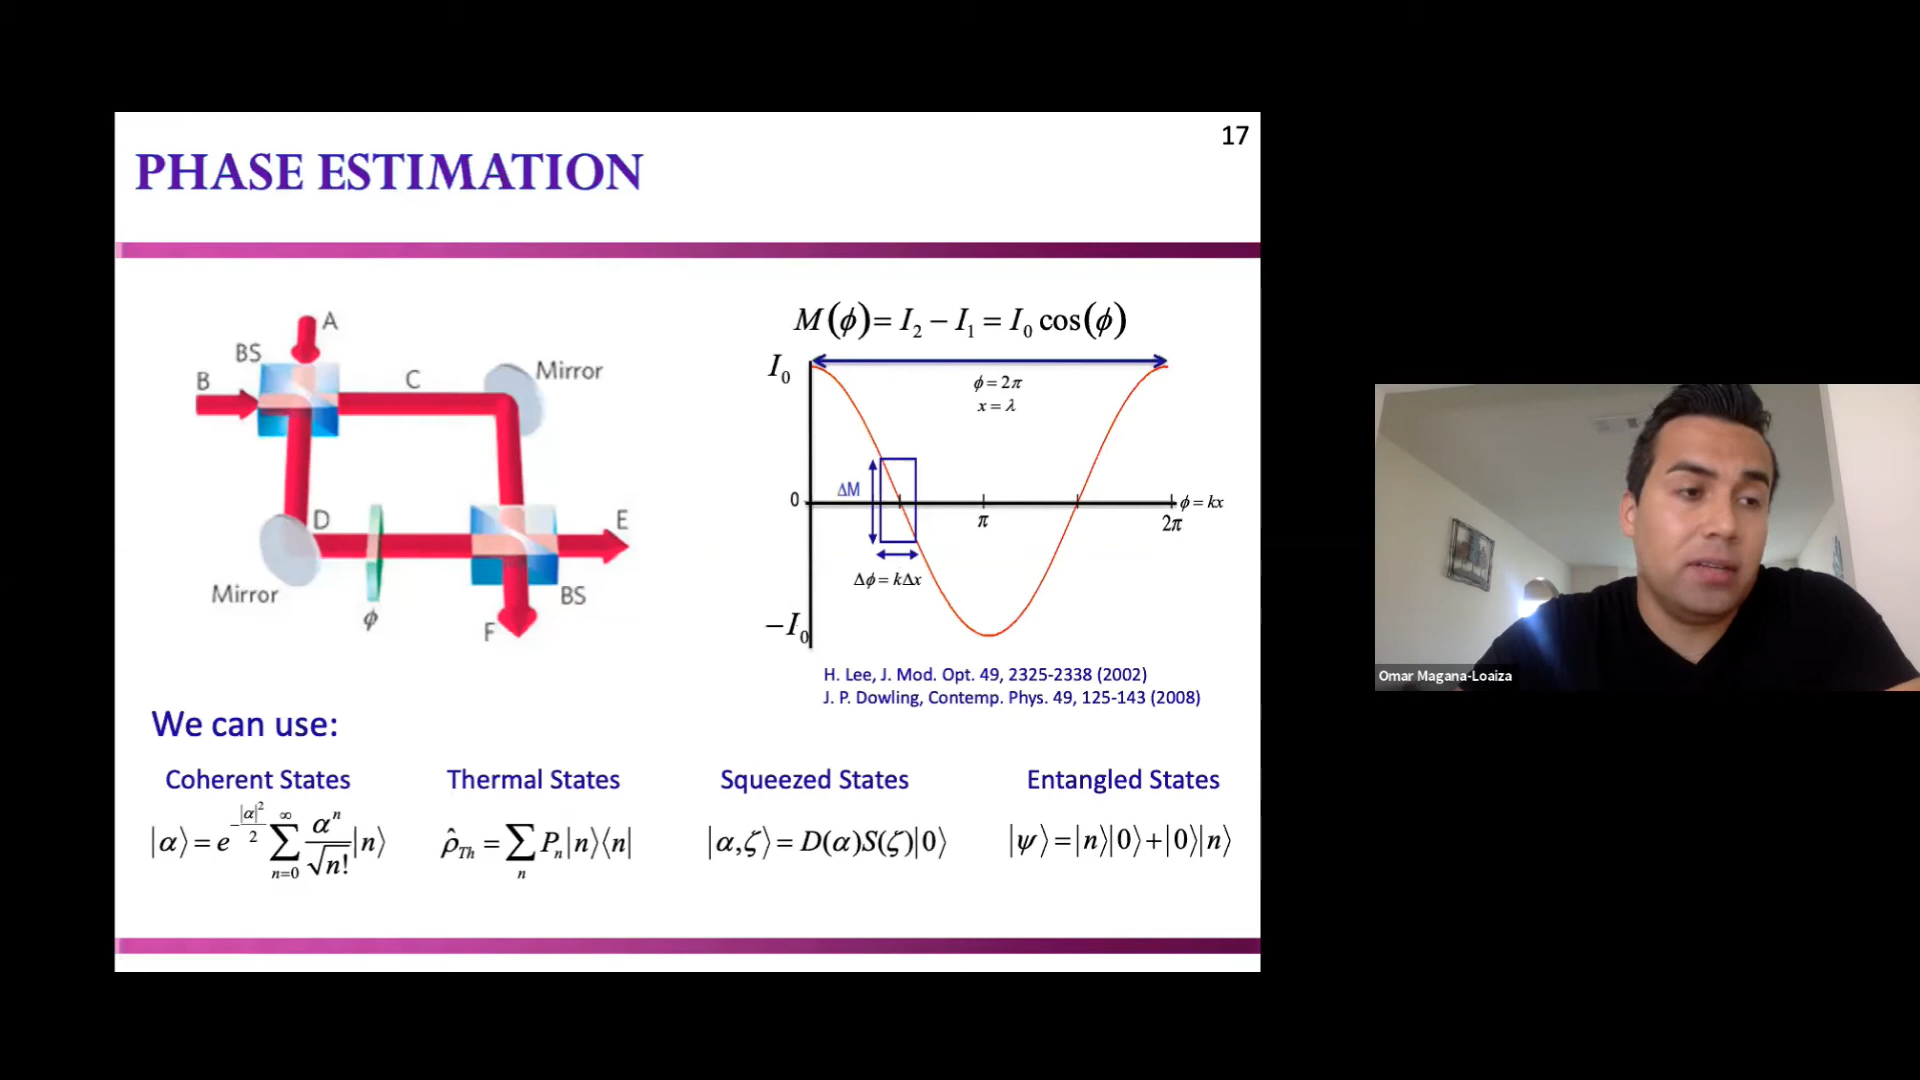 17
PHASE ESTIMATION
A
BS
B
C
Mirror
D
E
Mirror
ϕ
F
BS
M(ϕ)= I₂ − I₁ = I₀ cos(ϕ)
I₀
ϕ = 2π
x = λ
ΔM
0
π
2π
ϕ = kx
Δϕ = kΔx
−I₀
H. Lee, J. Mod. Opt. 49, 2325-2338 (2002)
J. P. Dowling, Contemp. Phys. 49, 125-143 (2008)
We can use:
Coherent States
Thermal States
Squeezed States
Entangled States
|α⟩ = e^{-|α|²/2} ∑_{n=0}^{∞} αⁿ/√n! |n⟩
ρ̂_Th = ∑_n P_n|n⟩⟨n|
|α,ζ⟩ = D(α)S(ζ)|0⟩
|ψ⟩=|n⟩|0⟩+|0⟩|n⟩
Omar Magana-Loaiza